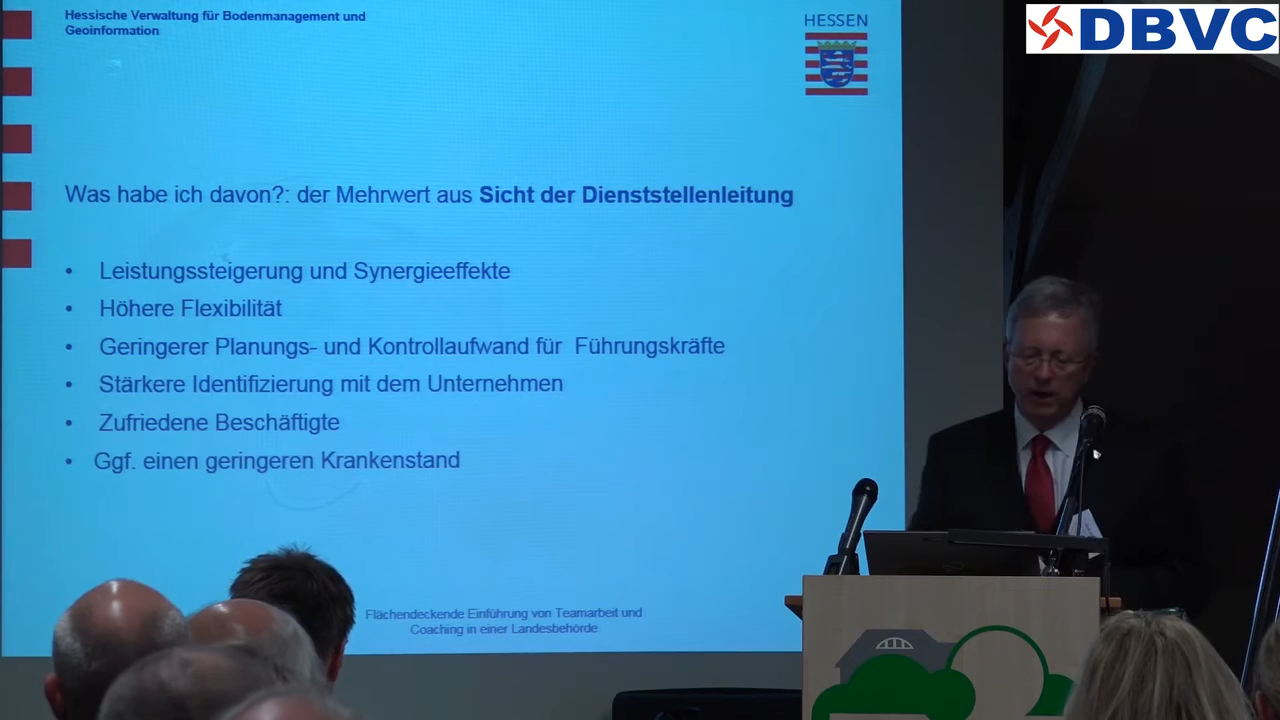 Hessische Verwaltung für Bodenmanagement und
Geoinformation
HESSEN
DBVC
Was habe ich davon?: der Mehrwert aus Sicht der Dienststellenleitung
• Leistungssteigerung und Synergieeffekte
• Höhere Flexibilität
• Geringerer Planungs- und Kontrollaufwand für Führungskräfte
• Stärkere Identifizierung mit dem Unternehmen
• Zufriedene Beschäftigte
• Ggf. einen geringeren Krankenstand
Flächendeckende Einführung von Teamarbeit und
Coaching in einer Landesbehörde